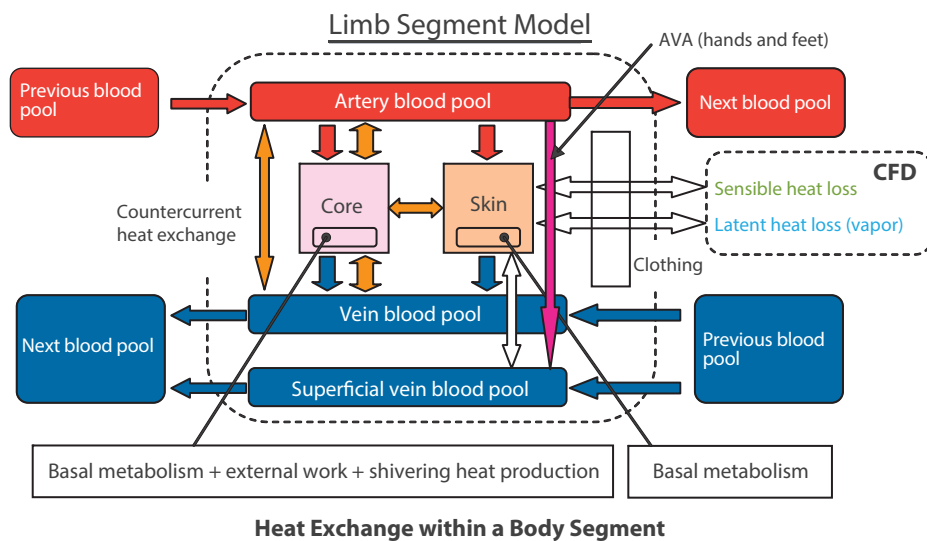 Limb Segment Model
AVA (hands and feet)
Previous blood
pool
Artery blood pool
Next blood pool
CFD
Sensible heat loss
Latent heat loss (vapor)
Core
Skin
Countercurrent
heat exchange
Clothing
Vein blood pool
Next blood pool
Previous blood
pool
Superficial vein blood pool
Basal metabolism + external work + shivering heat production
Basal metabolism
Heat Exchange within a Body Segment